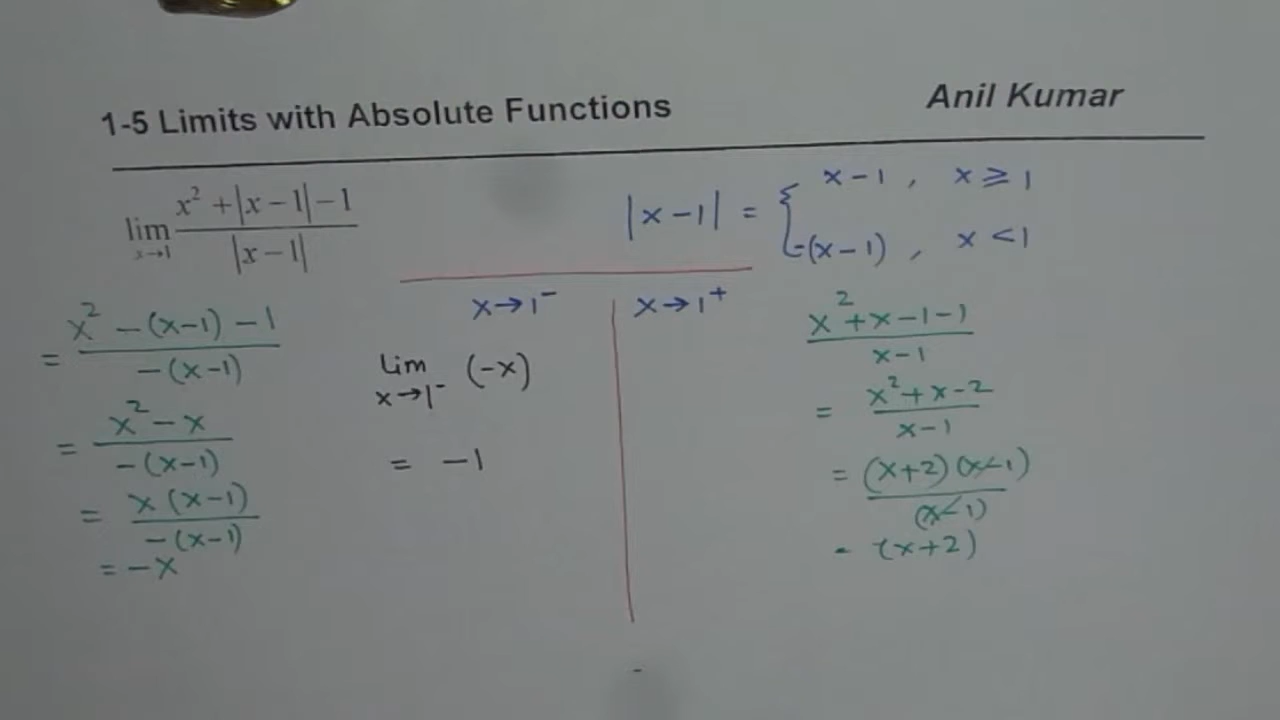 1-5 Limits with Absolute Functions
Anil Kumar
lim x→1 (x² + |x − 1| − 1) / |x − 1|
|x − 1| = { x − 1 , x ≥ 1
−(x − 1) , x < 1
x → 1⁻
x → 1⁺
= (x² − (x−1) − 1) / −(x−1)
= (x² − x) / −(x−1)
= x(x−1) / −(x−1)
= −x
lim x→1⁻ (−x)
= −1
(x² + x − 1 − 1) / (x − 1)
= (x² + x − 2) / (x − 1)
= (x+2)(x−1) / (x−1)
= (x+2)